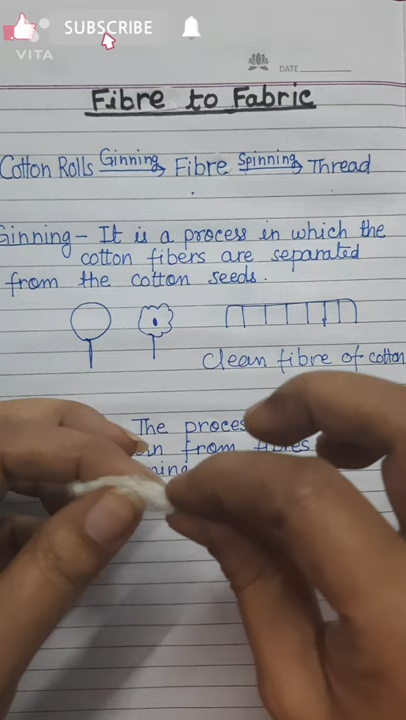 SUBSCRIBE
VITA
DATE
Fibre to Fabric
Cotton Rolls Ginning Fibre Spinning Thread
Ginning - It is a process in which the
cotton fibers are separated
from the cotton seeds.
Clean fibre of cotton
The
from fibres